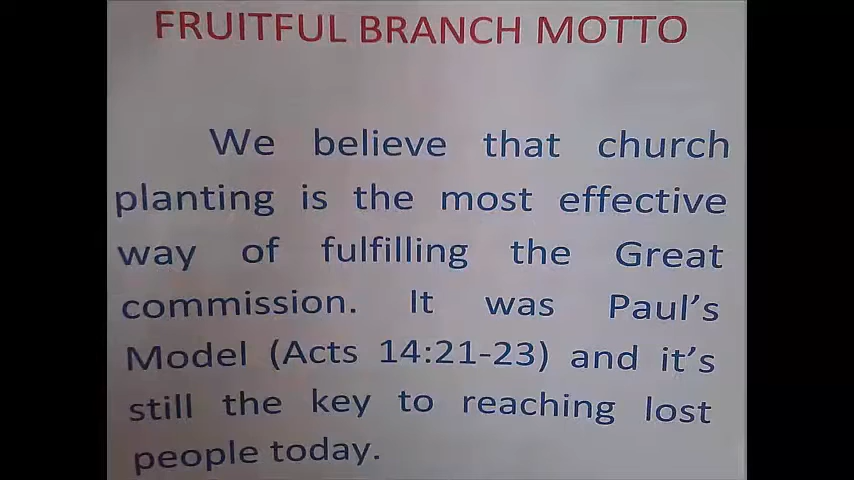 FRUITFUL BRANCH MOTTO
We believe that church
planting is the most effective
way of fulfilling the Great
commission. It was Paul's
Model (Acts 14:21-23) and it's
still the key to reaching lost
people today.